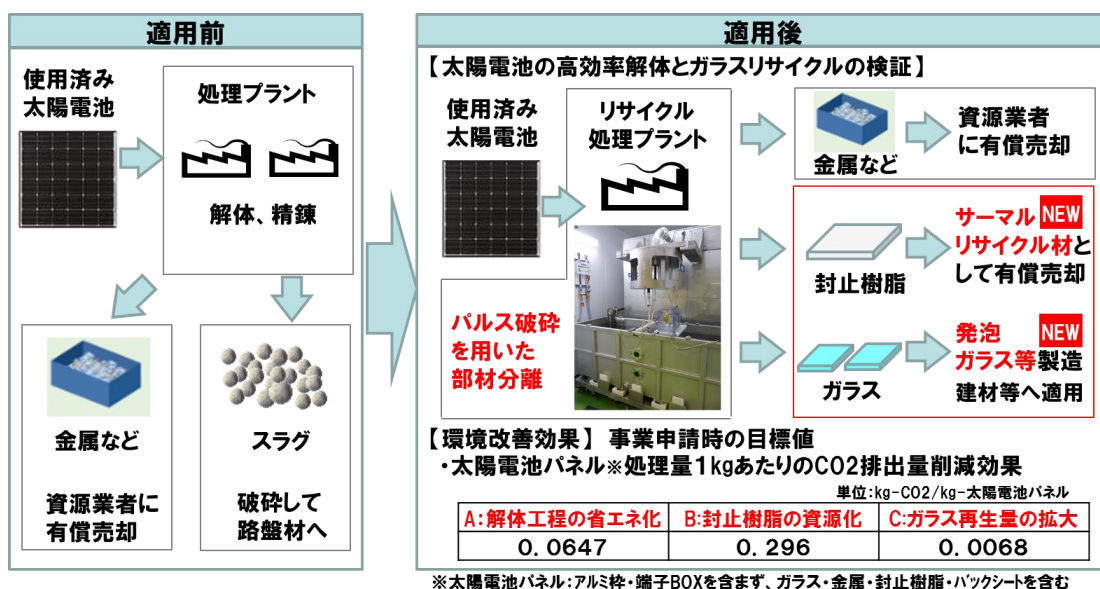 適用前
使用済み
太陽電池
処理プラント
解体、精錬
金属など
資源業者に
有償売却
スラグ
破砕して
路盤材へ
適用後
【太陽電池の高効率解体とガラスリサイクルの検証】
使用済み
太陽電池
リサイクル
処理プラント
パルス破砕
を用いた
部材分離
金属など
資源業者
に有償売却
封止樹脂
サーマル NEW
リサイクル材と
して有償売却
ガラス
発泡 NEW
ガラス等製造
建材等へ適用
【環境改善効果】 事業申請時の目標値
・太陽電池パネル※処理量1kgあたりのCO2排出量削減効果
単位:kg-CO2/kg-太陽電池パネル
A:解体工程の省エネ化 B:封止樹脂の資源化 C:ガラス再生量の拡大
0.0647 0.296 0.0068
※太陽電池パネル:アルミ枠・端子BOXを含まず、ガラス・金属・封止樹脂・バックシートを含む